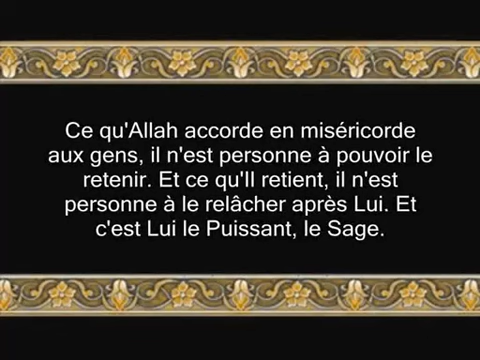 Ce qu'Allah accorde en miséricorde
aux gens, il n'est personne à pouvoir le
retenir. Et ce qu'Il retient, il n'est
personne à le relâcher après Lui. Et
c'est Lui le Puissant, le Sage.